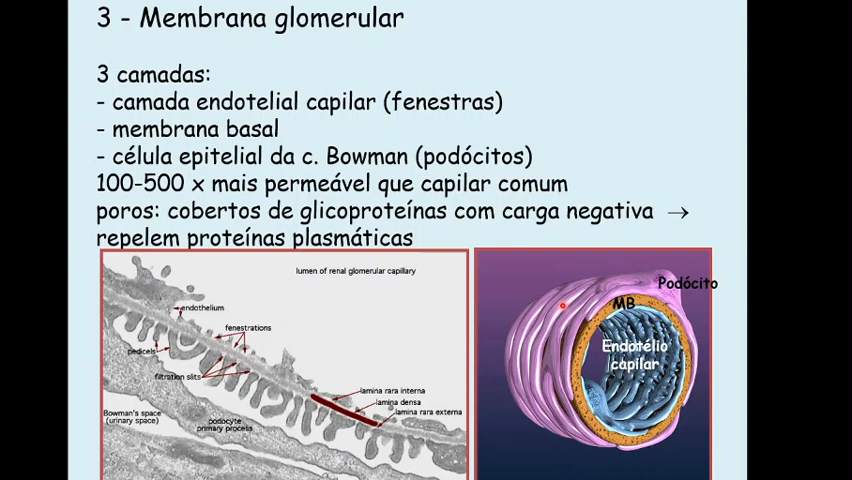 3 - Membrana glomerular
3 camadas:
- camada endotelial capilar (fenestras)
- membrana basal
- célula epitelial da c. Bowman (podócitos)
100-500 x mais permeável que capilar comum
poros: cobertos de glicoproteínas com carga negativa →
repelem proteínas plasmáticas
lumen of renal glomerular capillary
endothelium
fenestrations
pedicels
filtration slits
lamina rara interna
lamina densa
lamina rara externa
Bowman's space
(urinary space)
podocyte
primary process
Podócito
MB
Endotélio
capilar